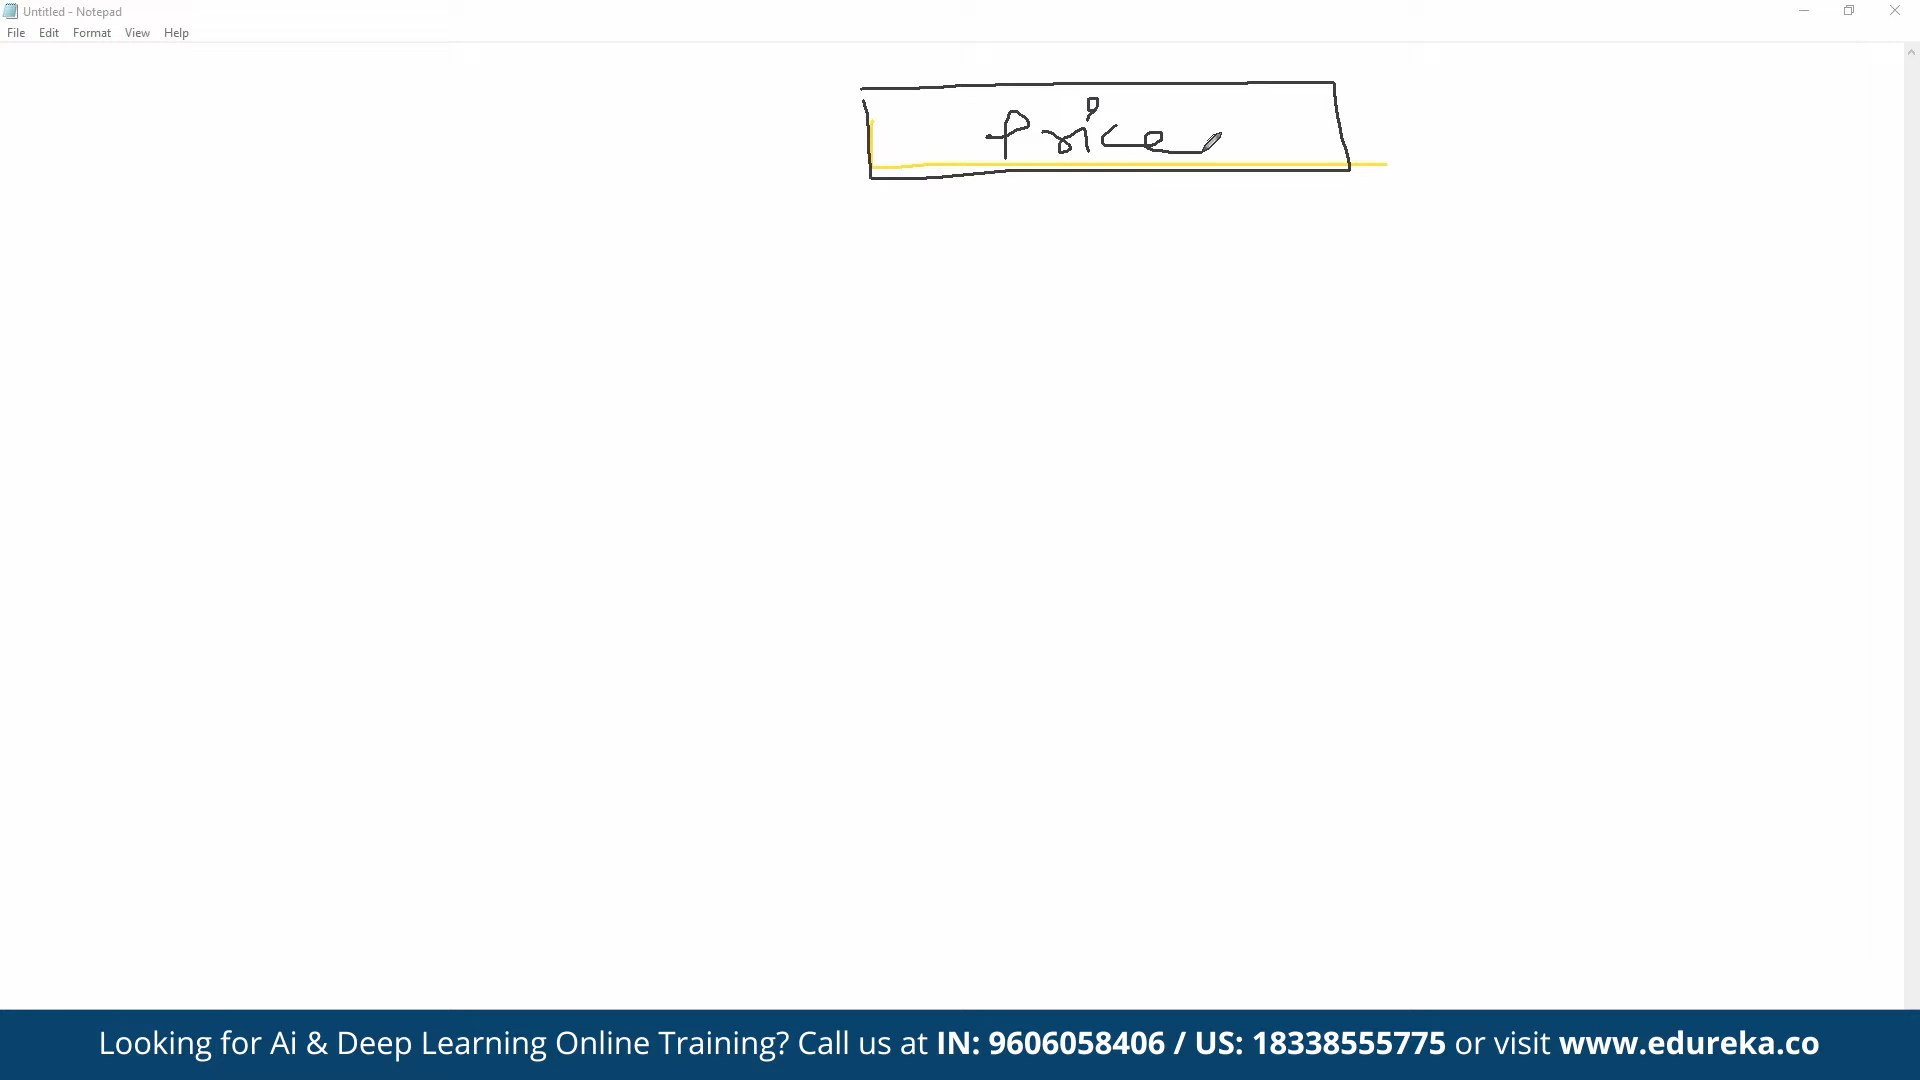 Untitled - Notepad
File Edit Format View Help
Price
Looking for Ai & Deep Learning Online Training? Call us at IN: 9606058406 / US: 18338555775 or visit www.edureka.co